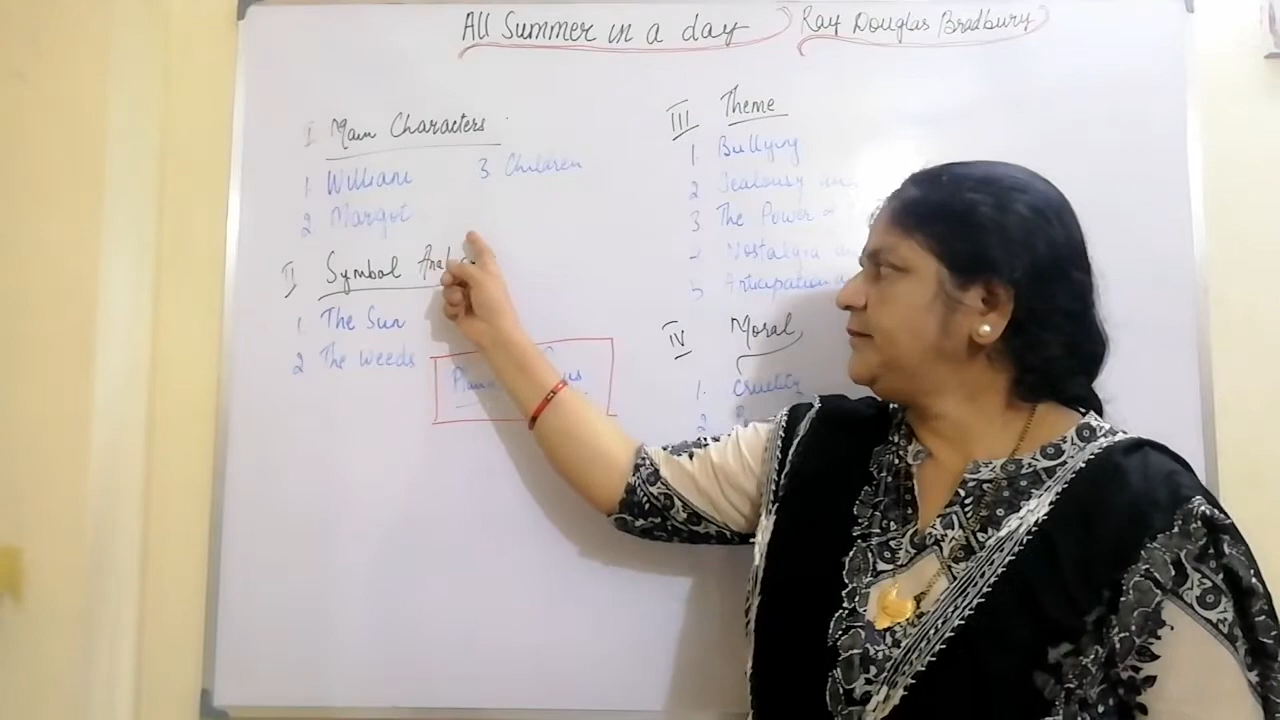 All Summer in a day Ray Douglas Bradbury
I Main Characters
1. William 3 Children
2 Margot
II Symbol
1. The Sun
2 The Weeds
III Theme
1. Bullying
2 Jealousy
3 The Power
Nostalgia
5 Anticipation
IV Moral
1. Cruelty
2